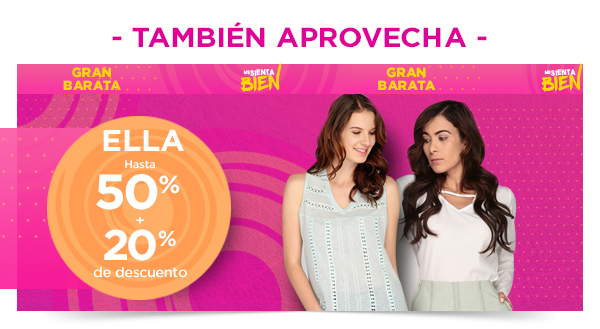 - TAMBIÉN APROVECHA -
GRAN
BARATA
ME SIENTA
BIEN
GRAN
BARATA
ME SIENTA
BIEN
ELLA
Hasta
50%
+
20%
de descuento